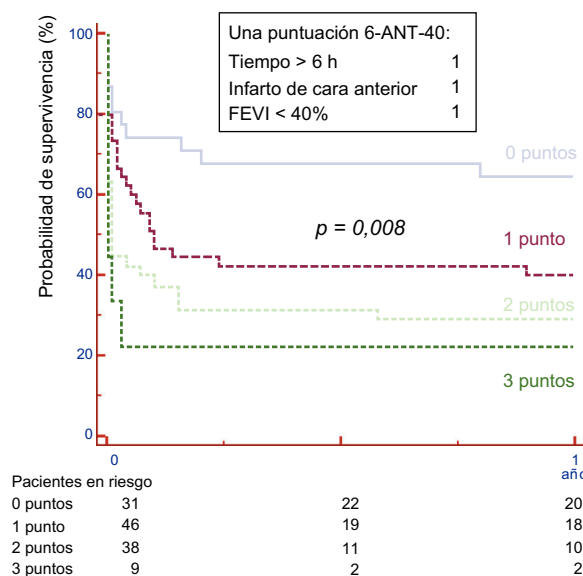 Una puntuación 6-ANT-40:
Tiempo > 6 h 1
Infarto de cara anterior 1
FEVI < 40% 1
Probabilidad de supervivencia (%)
100
80
60
40
20
0
0 puntos
p = 0,008
1 punto
2 puntos
3 puntos
0 1
año
Pacientes en riesgo
0 puntos 31 22 20
1 punto 46 19 18
2 puntos 38 11 10
3 puntos 9 2 2